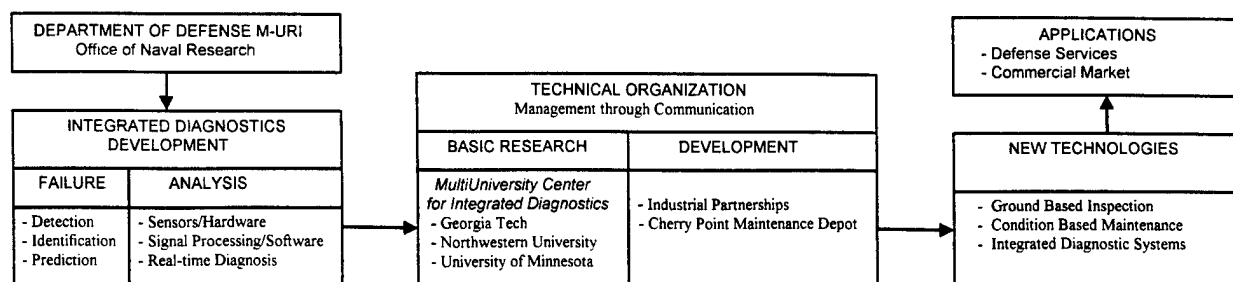 DEPARTMENT OF DEFENSE M-URI
Office of Naval Research
INTEGRATED DIAGNOSTICS
DEVELOPMENT
FAILURE
- Detection
- Identification
- Prediction
ANALYSIS
- Sensors/Hardware
- Signal Processing/Software
- Real-time Diagnosis
TECHNICAL ORGANIZATION
Management through Communication
BASIC RESEARCH
MultiUniversity Center
for Integrated Diagnostics
- Georgia Tech
- Northwestern University
- University of Minnesota
DEVELOPMENT
- Industrial Partnerships
- Cherry Point Maintenance Depot
APPLICATIONS
- Defense Services
- Commercial Market
NEW TECHNOLOGIES
- Ground Based Inspection
- Condition Based Maintenance
- Integrated Diagnostic Systems